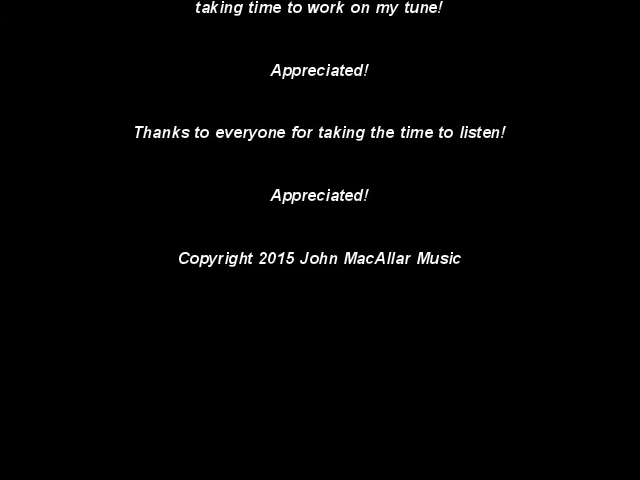 taking time to work on my tune!
Appreciated!
Thanks to everyone for taking the time to listen!
Appreciated!
Copyright 2015 John MacAllar Music